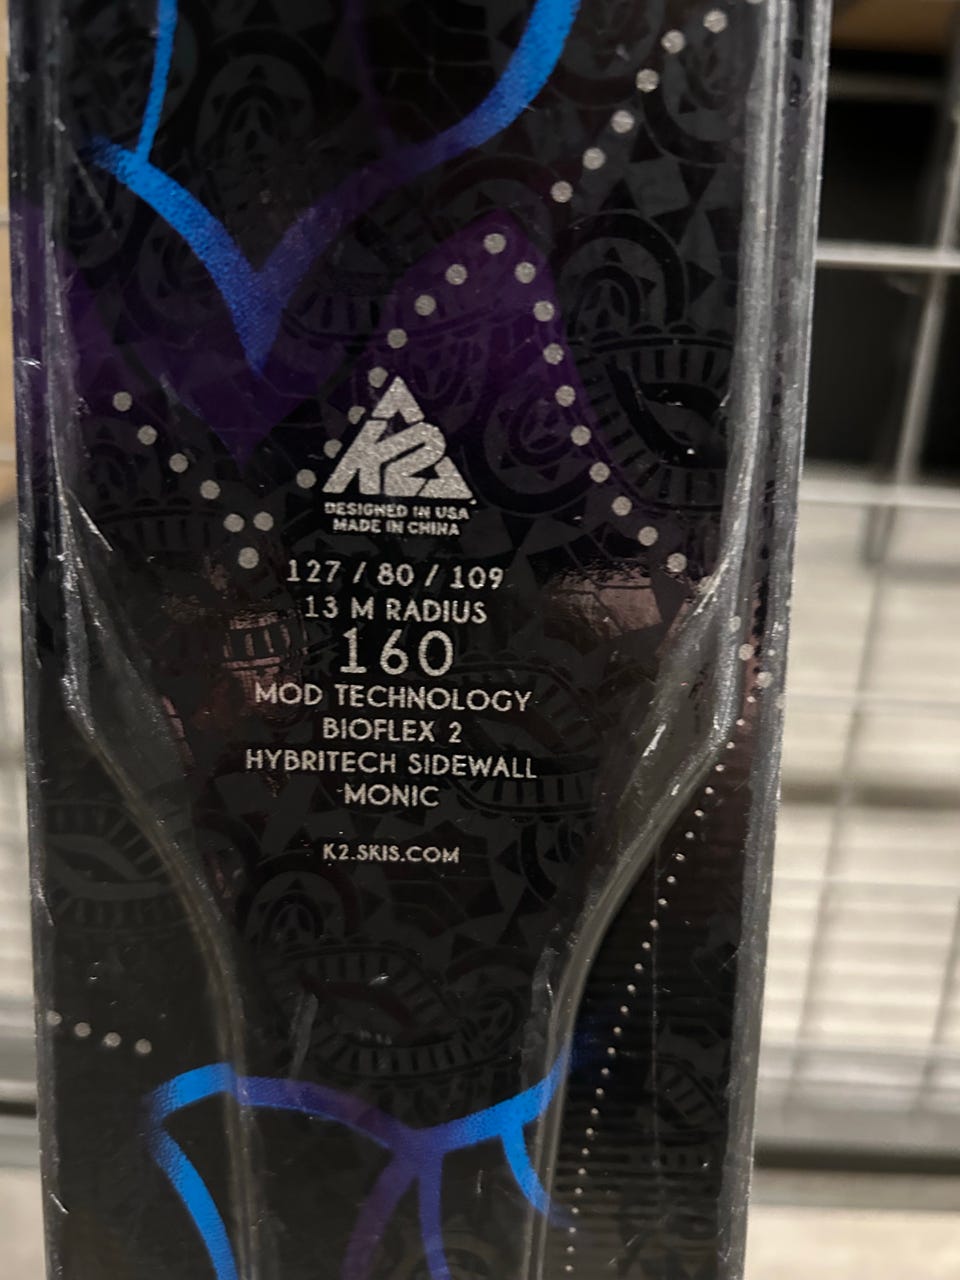 K2
DESIGNED IN USA
MADE IN CHINA
127 / 80 / 109
13 M RADIUS
160
MOD TECHNOLOGY
BIOFLEX 2
HYBRITECH SIDEWALL
MONIC
K2.SKIS.COM